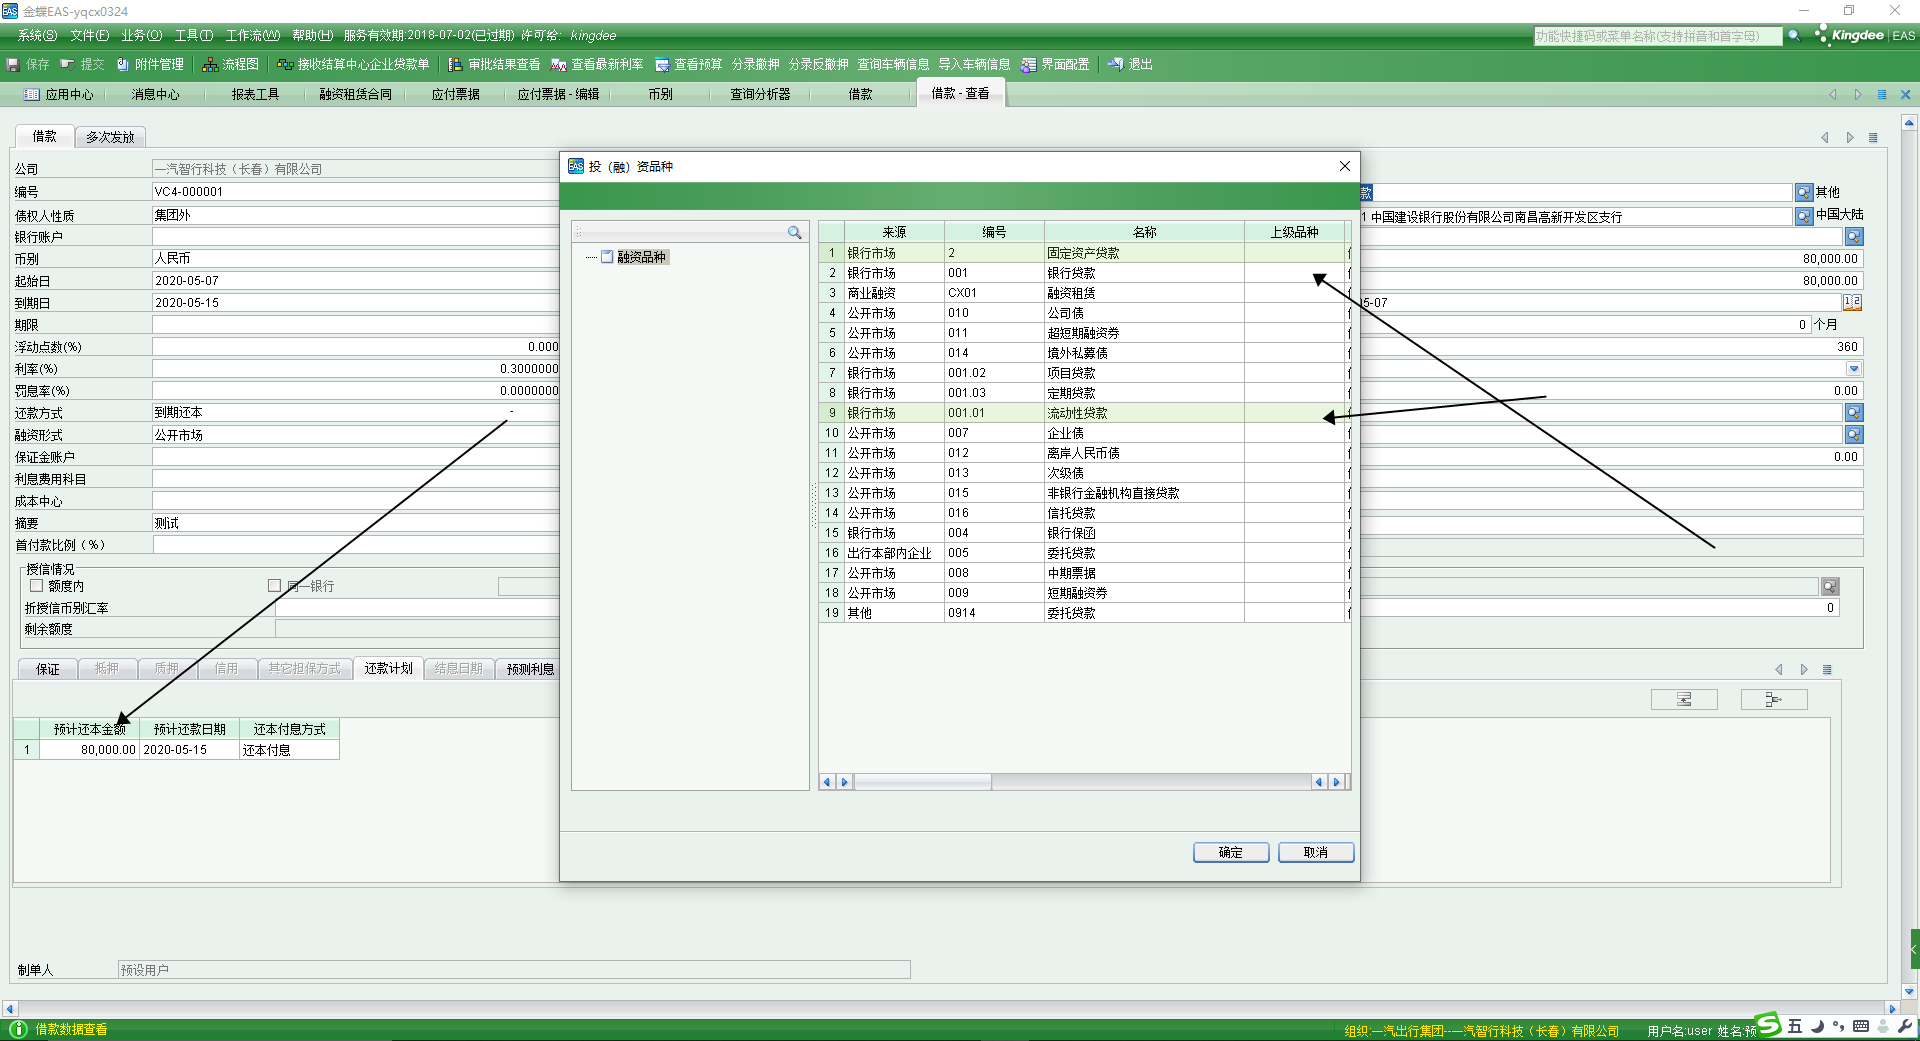 金蝶EAS-yqcx0324
系统(S) 文件(F) 业务(O) 工具(T) 工作流(W) 帮助(H) 服务有效期:2018-07-02(已过期) 许可给: kingdee
功能快捷码或菜单名称(支持拼音和首字母)
Kingdee EAS
保存 提交 附件管理 流程图 接收结算中心企业贷款单 审批结果查看 查看最新利率 查看预算 分录撤押 分录反撤押 查询车辆信息 导入车辆信息 界面配置 退出
应用中心 消息中心 报表工具 融资租赁合同 应付票据 应付票据 - 编辑 币别 查询分析器 借款 借款 - 查看
借款 多次发放
公司 一汽智行科技（长春）有限公司
编号 VC4-000001
款 其他
债权人性质 集团外
1 中国建设银行股份有限公司南昌高新开发区支行 中国大陆
银行账户
币别 人民币
80,000.00
起始日 2020-05-07
80,000.00
到期日 2020-05-15
05-07 12
期限
0 个月
浮动点数(%) 0.000
360
利率(%) 0.3000000
罚息率(%) 0.0000000
0.00
还款方式 到期还本 -
融资形式 公开市场
保证金账户
0.00
利息费用科目
成本中心
摘要 测试
首付款比例（%）
授信情况
额度内 同一银行
折授信币别汇率
0
剩余额度
保证 抵押 质押 信用 其它担保方式 还款计划 结息日期 预测利息
预计还本金额 预计还款日期 还本付息方式
1 80,000.00 2020-05-15 还本付息
制单人 预设用户
EAS 投（融）资品种
融资品种
来源 编号 名称 上级品种
1 银行市场 2 固定资产贷款
2 银行市场 001 银行贷款
3 商业融资 CX01 融资租赁
4 公开市场 010 公司债
5 公开市场 011 超短期融资券
6 公开市场 014 境外私募债
7 银行市场 001.02 项目贷款
8 银行市场 001.03 定期贷款
9 银行市场 001.01 流动性贷款
10 公开市场 007 企业债
11 公开市场 012 离岸人民币债
12 公开市场 013 次级债
13 公开市场 015 非银行金融机构直接贷款
14 公开市场 016 信托贷款
15 银行市场 004 银行保函
16 出行本部内企业 005 委托贷款
17 公开市场 008 中期票据
18 公开市场 009 短期融资券
19 其他 0914 委托贷款
确定 取消
借款数据查看
组织:一汽出行集团--一汽智行科技（长春）有限公司 用户名:user 姓名:预
五